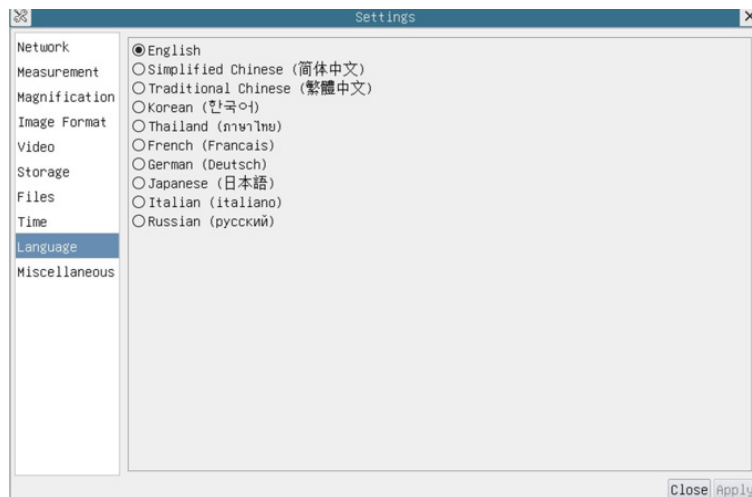 Settings
Network
Measurement
Magnification
Image Format
Video
Storage
Files
Time
Language
Miscellaneous
English
Simplified Chinese (简体中文)
Traditional Chinese (繁體中文)
Korean (한국어)
Thailand (ภาษาไทย)
French (Francais)
German (Deutsch)
Japanese (日本語)
Italian (italiano)
Russian (русский)
Close Apply